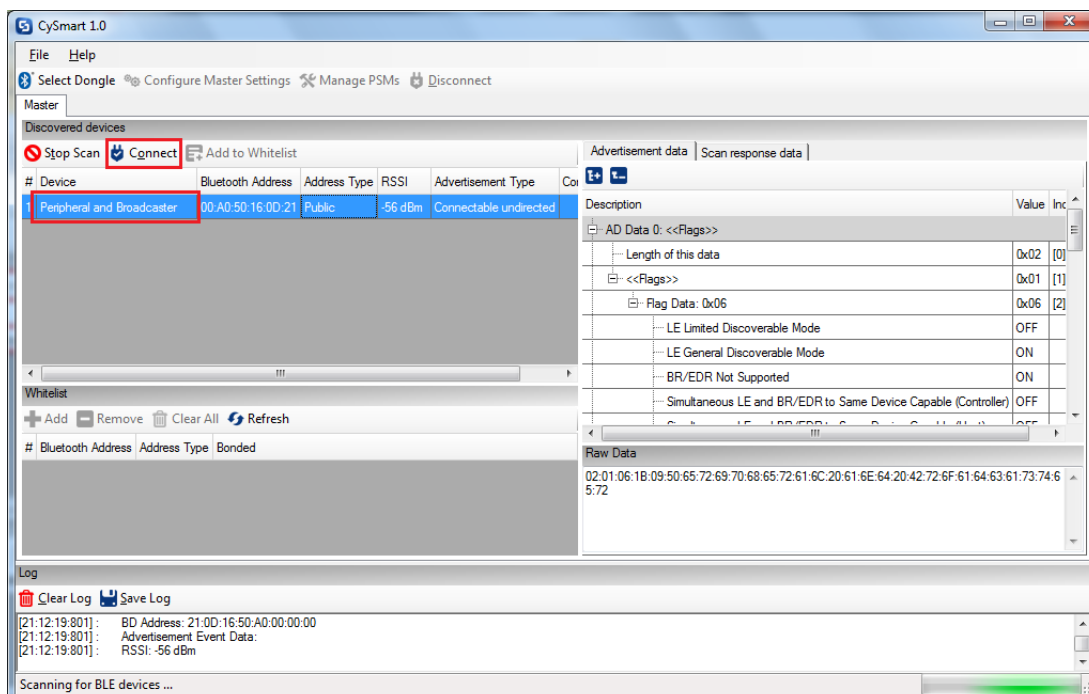 CySmart 1.0
File Help
Select Dongle Configure Master Settings Manage PSMs Disconnect
Master
Discovered devices
Stop Scan Connect Add to Whitelist
# Device Bluetooth Address Address Type RSSI Advertisement Type
1 Peripheral and Broadcaster 00:A0:50:16:0D:21 Public -56 dBm Connectable undirected
Whitelist
Add Remove Clear All Refresh
# Bluetooth Address Address Type Bonded
Advertisement data Scan response data
Description Value
AD Data 0: <<Flags>>
Length of this data 0x02 [0]
<<Flags>> 0x01 [1]
Flag Data: 0x06 0x06 [2]
LE Limited Discoverable Mode OFF
LE General Discoverable Mode ON
BR/EDR Not Supported ON
Simultaneous LE and BR/EDR to Same Device Capable (Controller) OFF
Raw Data
02:01:06:1B:09:50:65:72:69:70:68:65:72:61:6C:20:61:6E:64:20:42:72:6F:61:64:63:61:73:74:6
5:72
Log
Clear Log Save Log
[21:12:19:801] : BD Address: 21:0D:16:50:A0:00:00:00
[21:12:19:801] : Advertisement Event Data:
[21:12:19:801] : RSSI: -56 dBm
Scanning for BLE devices ...